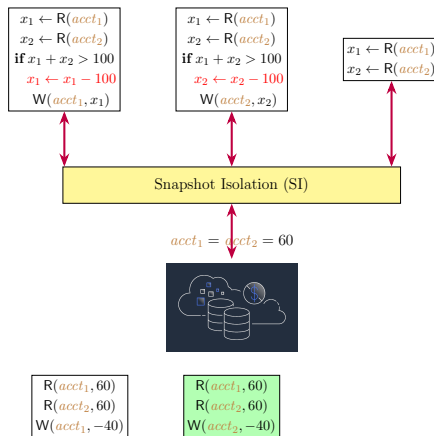 x₁ ← R(acct₁)
x₂ ← R(acct₂)
if x₁ + x₂ > 100
x₁ ← x₁ − 100
W(acct₁, x₁)
x₁ ← R(acct₁)
x₂ ← R(acct₂)
if x₁ + x₂ > 100
x₂ ← x₂ − 100
W(acct₂, x₂)
x₁ ← R(acct₁)
x₂ ← R(acct₂)
Snapshot Isolation (SI)
acct₁ = acct₂ = 60
R(acct₁, 60)
R(acct₂, 60)
W(acct₁, −40)
R(acct₁, 60)
R(acct₂, 60)
W(acct₂, −40)